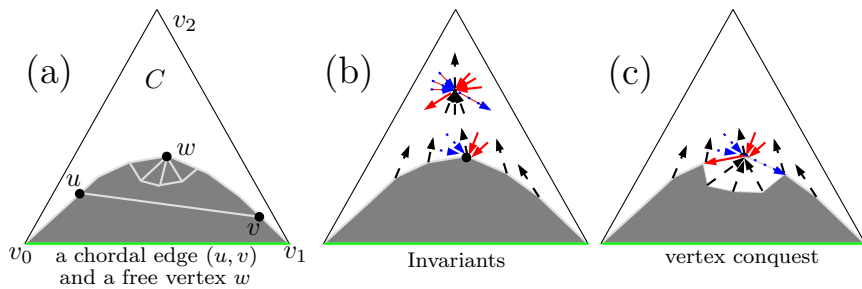 (a)
v₂
C
w
u
v
v₀
v₁
a chordal edge (u, v)
and a free vertex w
(b)
Invariants
(c)
vertex conquest